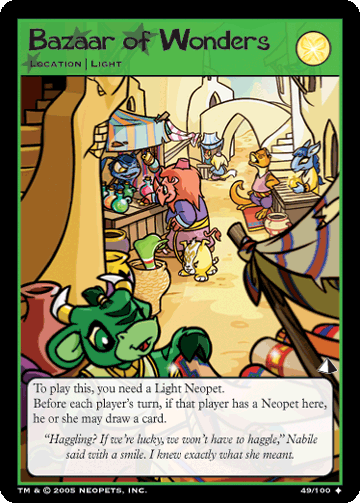 Bazaar of Wonders
Location | Light
To play this, you need a Light Neopet.
Before each player's turn, if that player has a Neopet here,
he or she may draw a card.
"Haggling? If we're lucky, we won't have to haggle," Nabile
said with a smile. I knew exactly what she meant.
TM & © 2005 NEOPETS, INC.
49/100 ♦